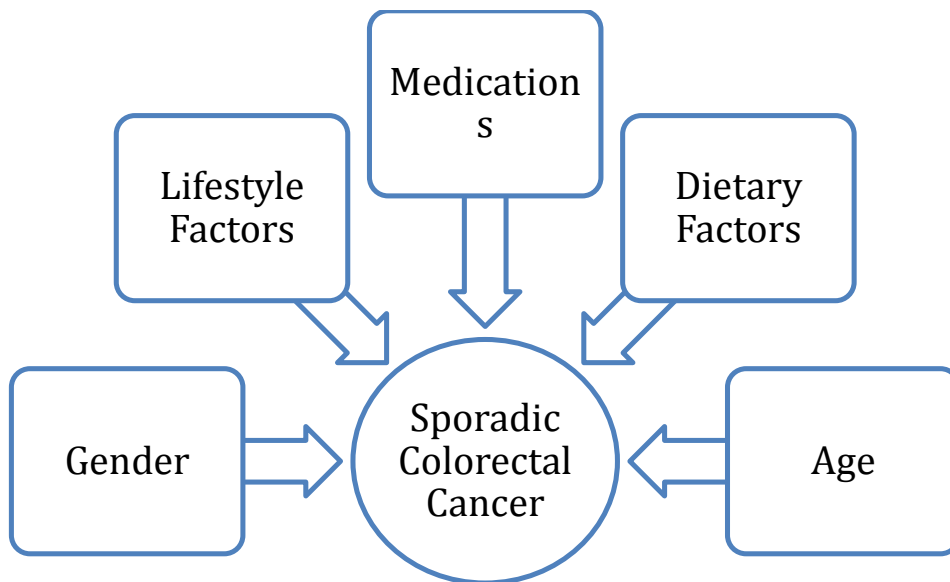 Medication
s
Lifestyle
Factors
Dietary
Factors
Gender
Sporadic
Colorectal
Cancer
Age